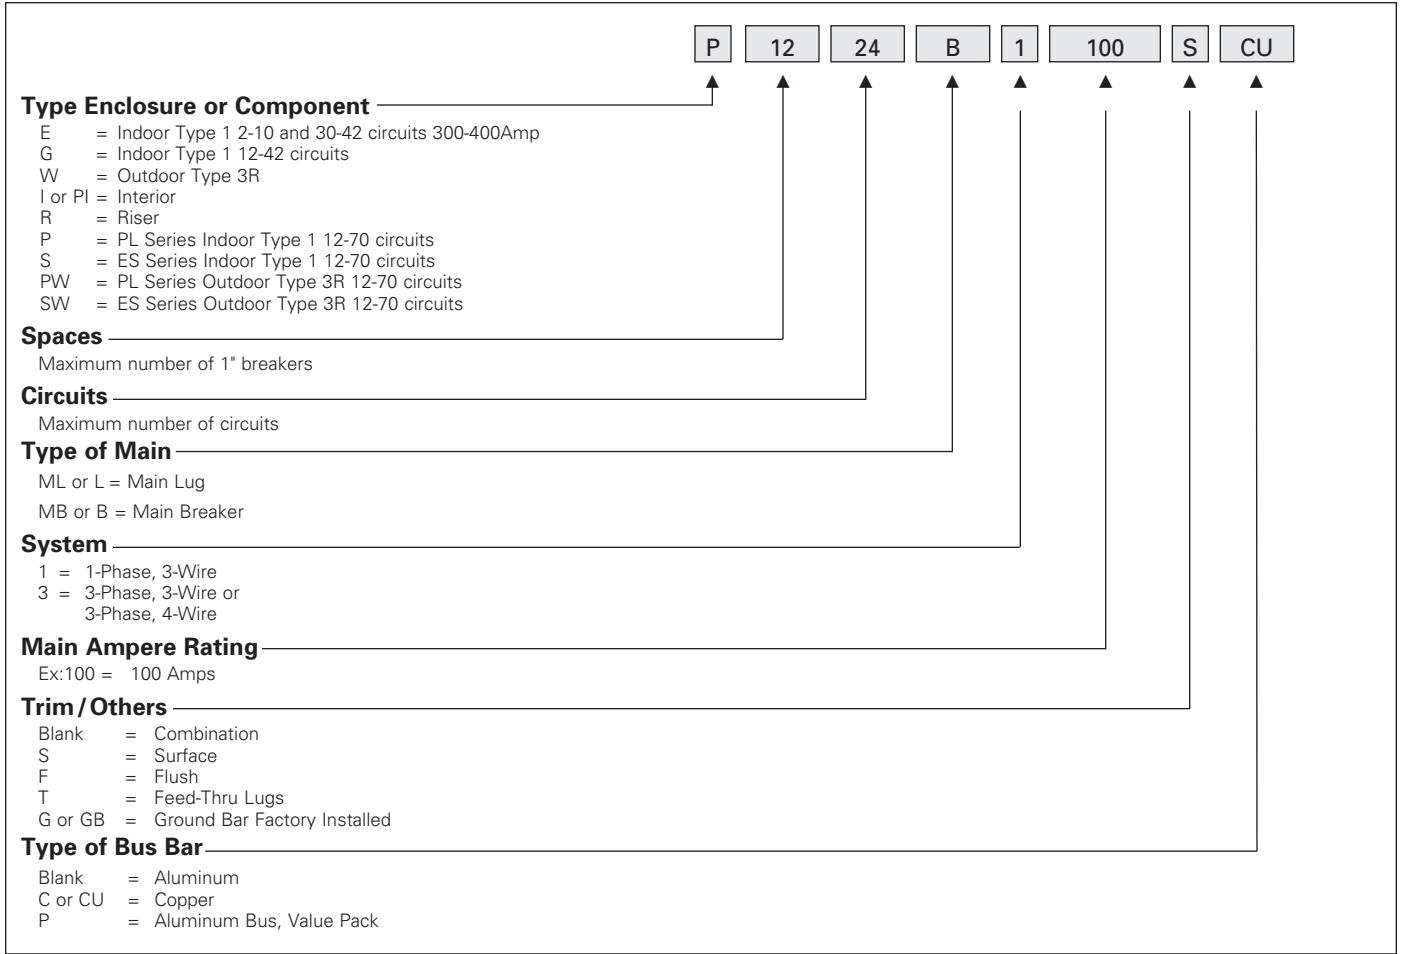 P 12 24 B 1 100 S CU
Type Enclosure or Component
E = Indoor Type 1 2-10 and 30-42 circuits 300-400Amp
G = Indoor Type 1 12-42 circuits
W = Outdoor Type 3R
I or PI = Interior
R = Riser
P = PL Series Indoor Type 1 12-70 circuits
S = ES Series Indoor Type 1 12-70 circuits
PW = PL Series Outdoor Type 3R 12-70 circuits
SW = ES Series Outdoor Type 3R 12-70 circuits
Spaces
Maximum number of 1" breakers
Circuits
Maximum number of circuits
Type of Main
ML or L = Main Lug
MB or B = Main Breaker
System
1 = 1-Phase, 3-Wire
3 = 3-Phase, 3-Wire or
3-Phase, 4-Wire
Main Ampere Rating
Ex:100 = 100 Amps
Trim/Others
Blank = Combination
S = Surface
F = Flush
T = Feed-Thru Lugs
G or GB = Ground Bar Factory Installed
Type of Bus Bar
Blank = Aluminum
C or CU = Copper
P = Aluminum Bus, Value Pack